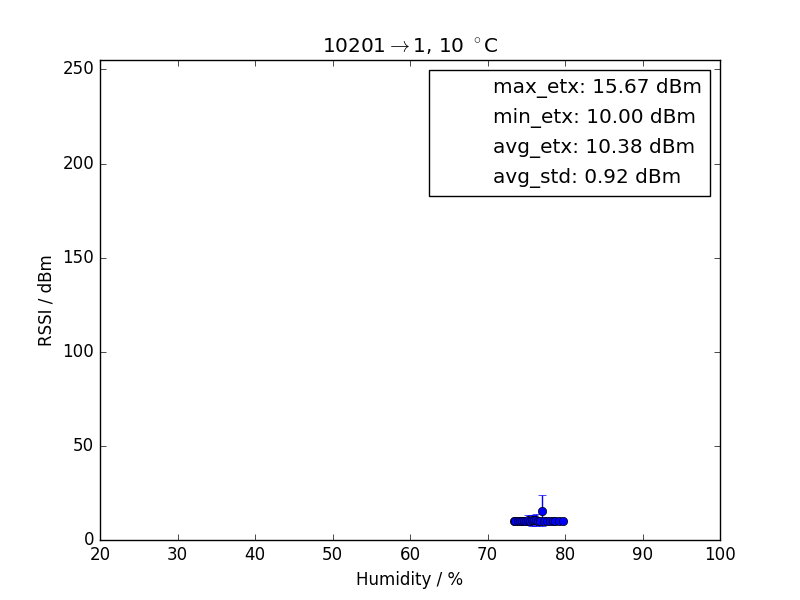 10201→1, 10 °C
max_etx: 15.67 dBm
min_etx: 10.00 dBm
avg_etx: 10.38 dBm
avg_std: 0.92 dBm
RSSI / dBm
250
200
150
100
50
0
20 30 40 50 60 70 80 90 100
Humidity / %